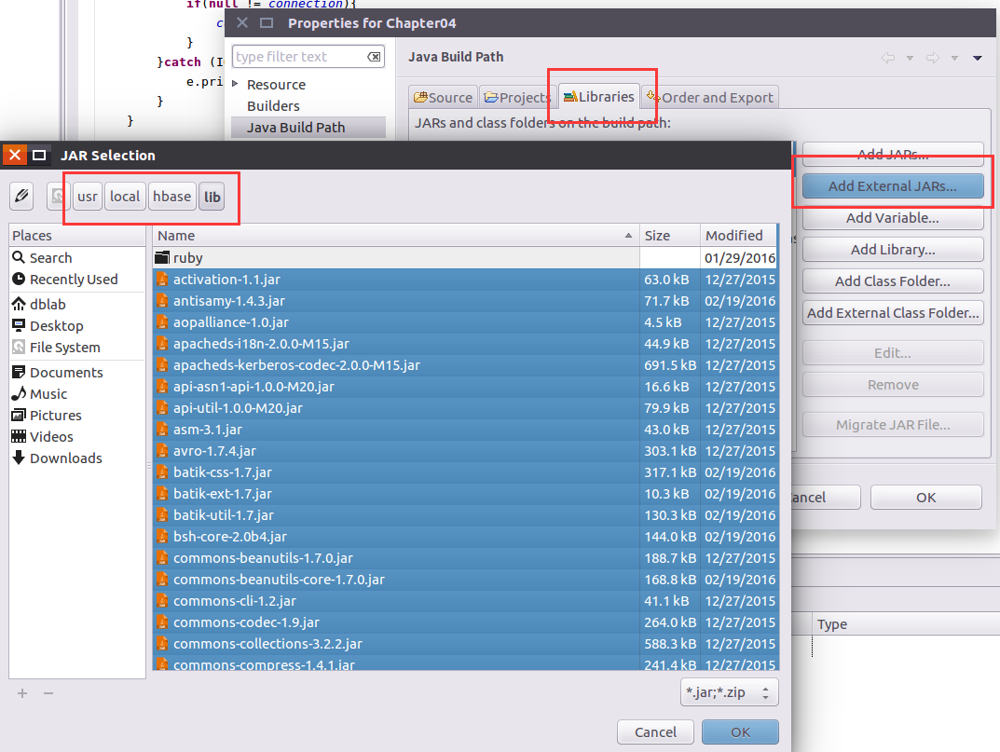 if(null != connection){
c
}
}catch (I
e.pri
}
}
Properties for Chapter04
type filter text
Resource
Builders
Java Build Path
Java Build Path
Source
Projects
Libraries
Order and Export
JARs and class folders on the build path:
Add JARs...
Add External JARs...
Add Variable...
Add Library...
Add Class Folder...
Add External Class Folder...
Edit...
Remove
Migrate JAR File...
ancel
OK
Type
JAR Selection
usr
local
hbase
lib
Places
Search
Recently Used
dblab
Desktop
File System
Documents
Music
Pictures
Videos
Downloads
Name Size Modified
ruby 01/29/2016
activation-1.1.jar 63.0 kB 12/27/2015
antisamy-1.4.3.jar 71.7 kB 02/19/2016
aopalliance-1.0.jar 4.5 kB 12/27/2015
apacheds-i18n-2.0.0-M15.jar 44.9 kB 12/27/2015
apacheds-kerberos-codec-2.0.0-M15.jar 691.5 kB 12/27/2015
api-asn1-api-1.0.0-M20.jar 16.6 kB 12/27/2015
api-util-1.0.0-M20.jar 79.9 kB 12/27/2015
asm-3.1.jar 43.0 kB 12/27/2015
avro-1.7.4.jar 303.1 kB 12/27/2015
batik-css-1.7.jar 317.1 kB 02/19/2016
batik-ext-1.7.jar 10.3 kB 02/19/2016
batik-util-1.7.jar 130.3 kB 02/19/2016
bsh-core-2.0b4.jar 144.0 kB 02/19/2016
commons-beanutils-1.7.0.jar 188.7 kB 12/27/2015
commons-beanutils-core-1.7.0.jar 168.8 kB 02/19/2016
commons-cli-1.2.jar 41.1 kB 12/27/2015
commons-codec-1.9.jar 264.0 kB 12/27/2015
commons-collections-3.2.2.jar 588.3 kB 12/27/2015
commons-compress-1.4.1.jar 241.4 kB 12/27/2015
*.jar;*.zip
Cancel
OK